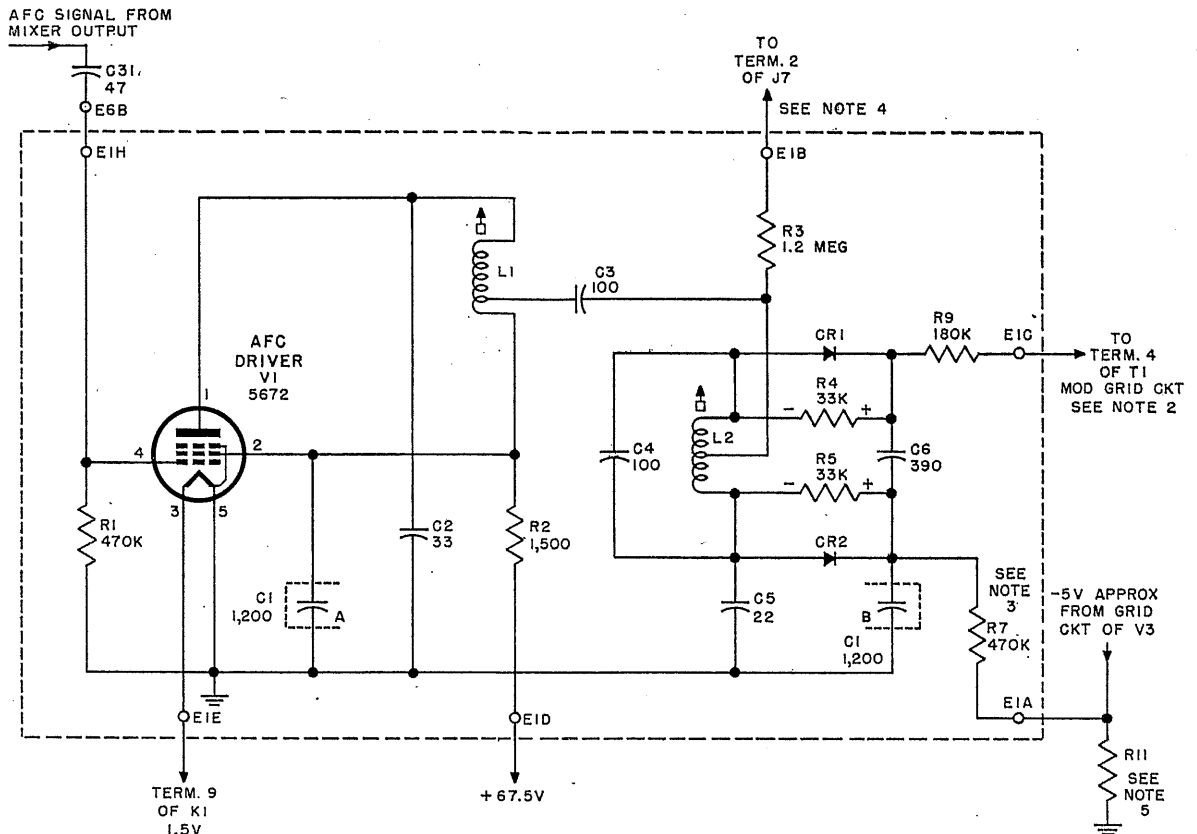 AFC SIGNAL FROM
MIXER OUTPUT
C31
47
E6B
E1H
TO
TERM. 2
OF J7
SEE NOTE 4
E1B
R3
1.2 MEG
L1
C3
100
AFC
DRIVER
V1
5672
1
4
2
3
5
R1
470K
C1
1,200
A
C2
33
R2
1,500
CR1
R9
180K
E1C
TO
TERM. 4
OF T1
MOD GRID CKT
SEE NOTE 2
R4
33K
- +
L2
C4
100
R5
33K
- +
C6
390
CR2
C5
22
B
C1
1,200
SEE
NOTE
3
R7
470K
-5V APPROX
FROM GRID
CKT OF V3
E1A
R11
SEE
NOTE
5
E1E
TERM. 9
OF K1
1.5V
E1D
+67.5V